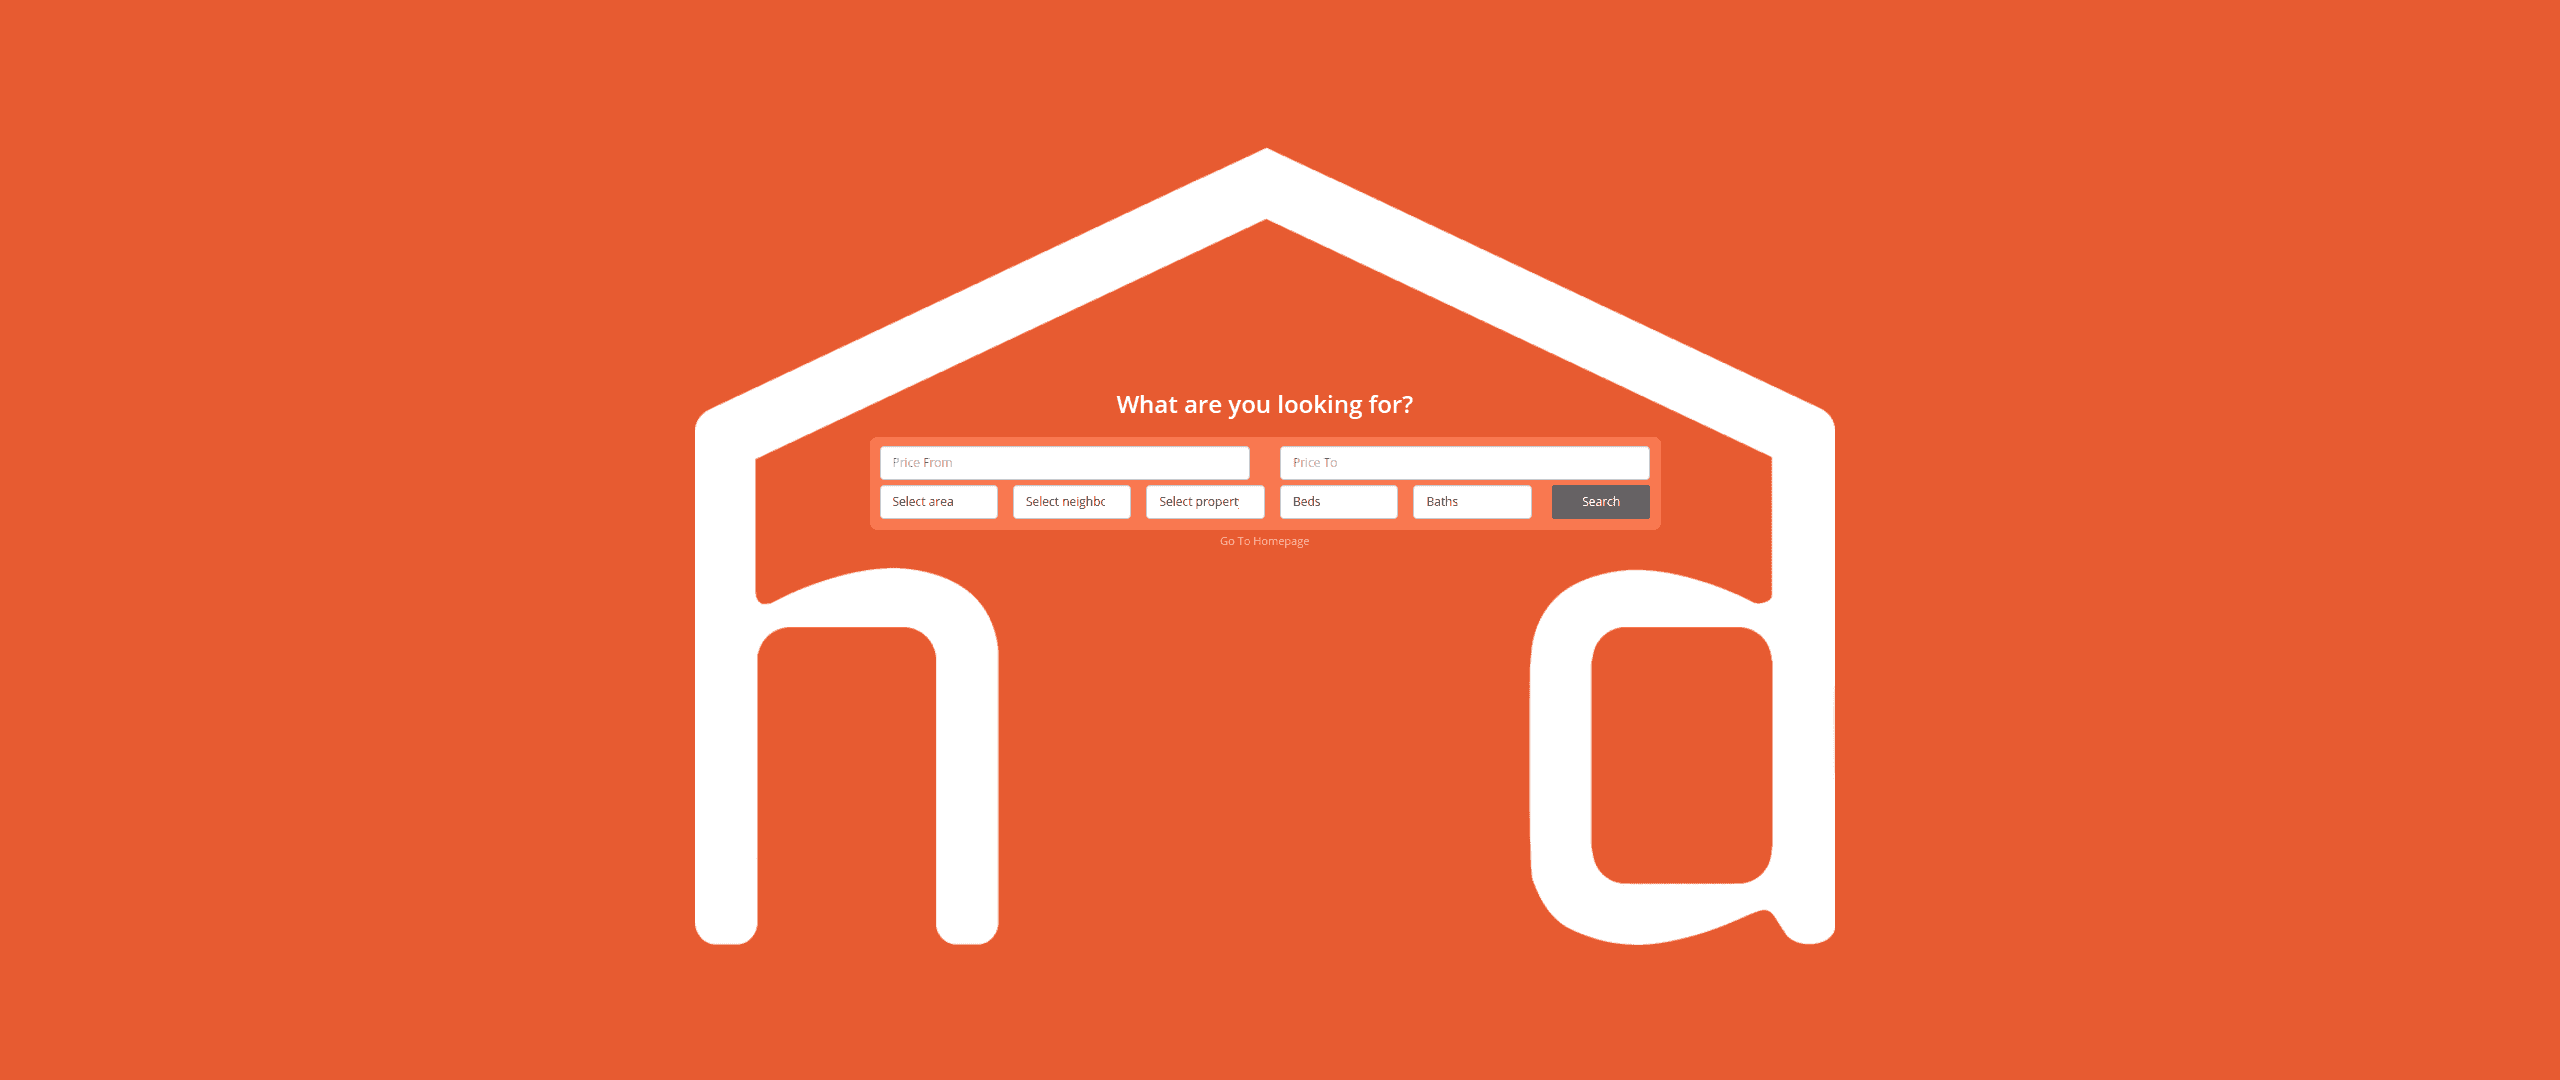 What are you looking for?
Price From Price To
Select area Select neighbc Select propert Beds Baths Search
Go To Homepage